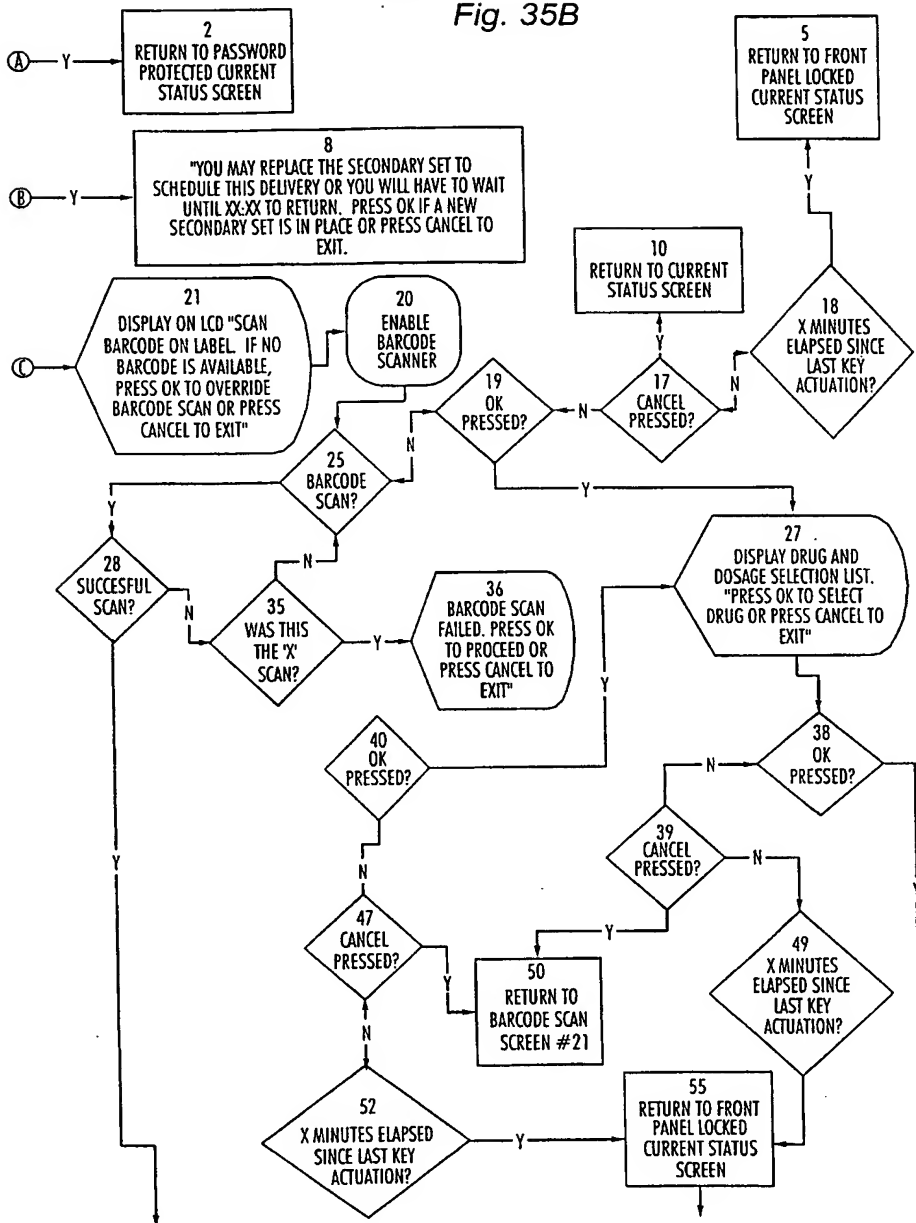 Fig. 35B
A
Y
2
RETURN TO PASSWORD
PROTECTED CURRENT
STATUS SCREEN
5
RETURN TO FRONT
PANEL LOCKED
CURRENT STATUS
SCREEN
B
Y
8
"YOU MAY REPLACE THE SECONDARY SET TO
SCHEDULE THIS DELIVERY OR YOU WILL HAVE TO WAIT
UNTIL XX:XX TO RETURN. PRESS OK IF A NEW
SECONDARY SET IS IN PLACE OR PRESS CANCEL TO
EXIT.
Y
10
RETURN TO CURRENT
STATUS SCREEN
C
21
DISPLAY ON LCD "SCAN
BARCODE ON LABEL. IF NO
BARCODE IS AVAILABLE,
PRESS OK TO OVERRIDE
BARCODE SCAN OR PRESS
CANCEL TO EXIT"
20
ENABLE
BARCODE
SCANNER
18
X MINUTES
ELAPSED SINCE
LAST KEY
ACTUATION?
Y
N
17
CANCEL
PRESSED?
N
19
OK
PRESSED?
N
25
BARCODE
SCAN?
Y
Y
27
DISPLAY DRUG AND
DOSAGE SELECTION LIST.
"PRESS OK TO SELECT
DRUG OR PRESS CANCEL TO
EXIT"
28
SUCCESFUL
SCAN?
N
N
35
WAS THIS
THE 'X'
SCAN?
Y
36
BARCODE SCAN
FAILED. PRESS OK
TO PROCEED OR
PRESS CANCEL TO
EXIT"
Y
40
OK
PRESSED?
38
OK
PRESSED?
N
Y
39
CANCEL
PRESSED?
N
Y
Y
N
47
CANCEL
PRESSED?
Y
50
RETURN TO
BARCODE SCAN
SCREEN #21
49
X MINUTES
ELAPSED SINCE
LAST KEY
ACTUATION?
N
52
X MINUTES ELAPSED
SINCE LAST KEY
ACTUATION?
Y
55
RETURN TO FRONT
PANEL LOCKED
CURRENT STATUS
SCREEN